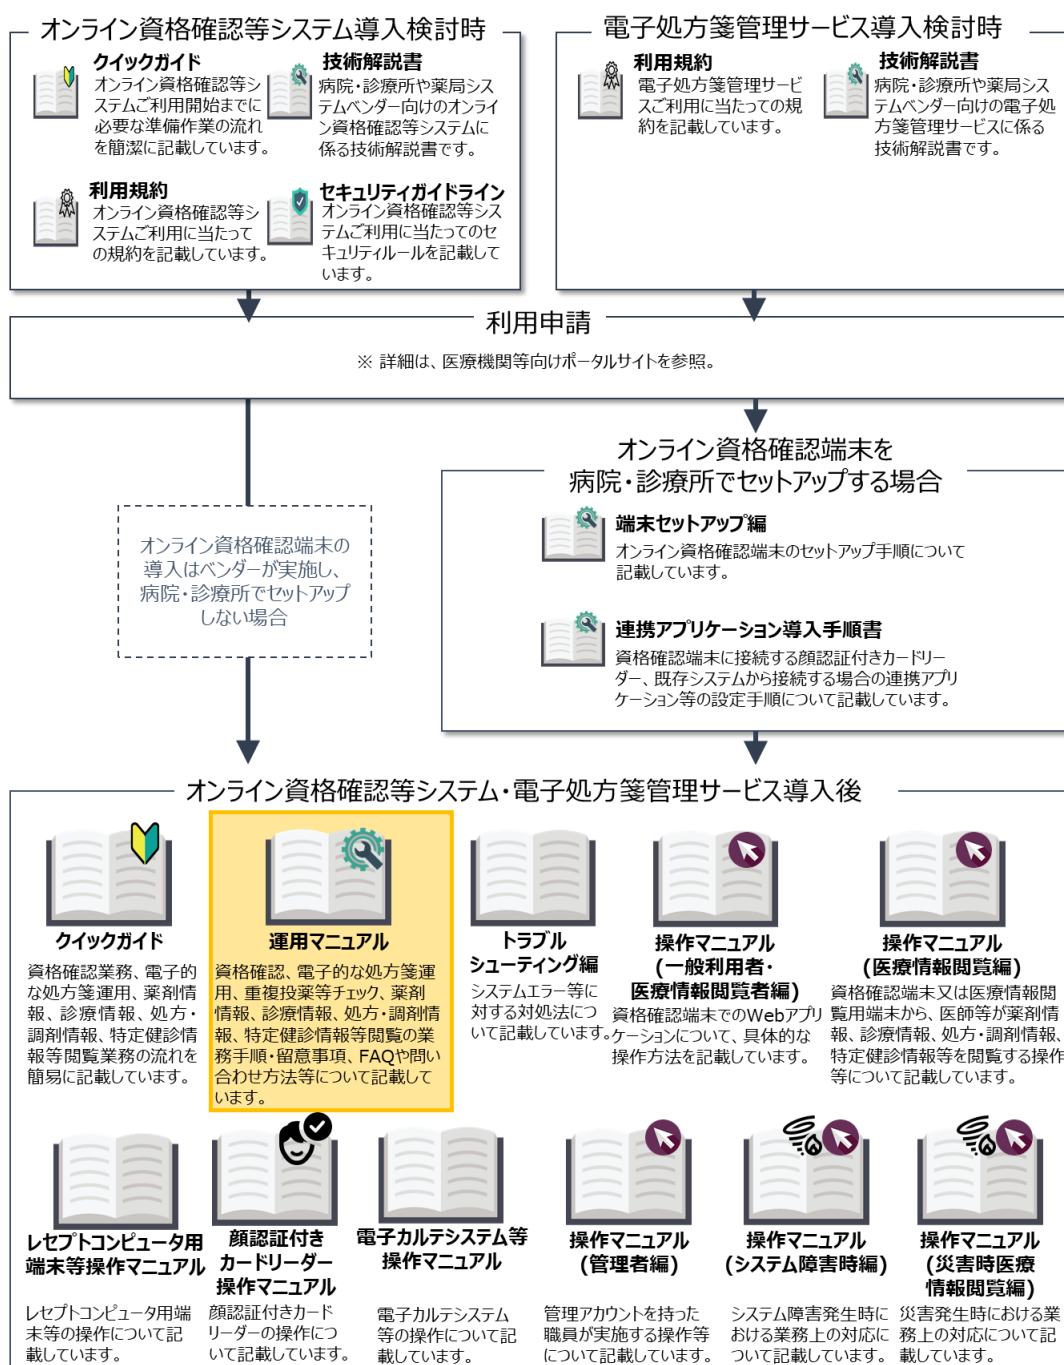 オンライン資格確認等システム導入検討時
クイックガイド
オンライン資格確認等シ
ステムご利用開始までに
必要な準備作業の流れ
を簡潔に記載しています。
技術解説書
病院・診療所や薬局シス
テムベンダー向けのオンライ
ン資格確認等システムに
係る技術解説書です。
利用規約
オンライン資格確認等シ
ステムご利用に当たって
の規約を記載しています。
セキュリティガイドライン
オンライン資格確認等シス
テムご利用に当たってのセ
キュリティルールを記載して
います。
電子処方箋管理サービス導入検討時
利用規約
電子処方箋管理サービ
スご利用に当たっての規
約を記載しています。
技術解説書
病院・診療所や薬局シス
テムベンダー向けの電子処
方箋管理サービスに係る
技術解説書です。
利用申請
※ 詳細は、医療機関等向けポータルサイトを参照。
オンライン資格確認端末の
導入はベンダーが実施し、
病院・診療所でセットアップ
しない場合
オンライン資格確認端末を
病院・診療所でセットアップする場合
端末セットアップ編
オンライン資格確認端末のセットアップ手順について
記載しています。
連携アプリケーション導入手順書
資格確認端末に接続する顔認証付きカードリー
ダー、既存システムから接続する場合の連携アプリ
ケーション等の設定手順について記載しています。
オンライン資格確認等システム・電子処方箋管理サービス導入後
クイックガイド
資格確認業務、電子的
な処方箋運用、薬剤情
報、診療情報、処方・
調剤情報、特定健診情
報等閲覧業務の流れを
簡易に記載しています。
運用マニュアル
資格確認、電子的な処方箋運
用、重複投薬等チェック、薬剤
情報、診療情報、処方・調剤情
報、特定健診情報等閲覧の業
務手順・留意事項、FAQや問い
合わせ方法等について記載して
います。
トラブル
シューティング編
システムエラー等に
対する対処法につ
いて記載しています。
操作マニュアル
(一般利用者・
医療情報閲覧者編)
資格確認端末でのWebアプリ
ケーションについて、具体的な
操作方法を記載しています。
操作マニュアル
(医療情報閲覧編)
資格確認端末又は医療情報閲
覧用端末から、医師等が薬剤情
報、診療情報、処方・調剤情報、
特定健診情報等を閲覧する操作
等について記載しています。
レセプトコンピュータ用
端末等操作マニュアル
レセプトコンピュータ用端
末等の操作について記
載しています。
顔認証付き
カードリーダー
操作マニュアル
顔認証付きカード
リーダーの操作につ
いて記載しています。
電子カルテシステム等
操作マニュアル
電子カルテシステム
等の操作について記
載しています。
操作マニュアル
(管理者編)
管理アカウントを持った
職員が実施する操作等
について記載しています。
操作マニュアル
(システム障害時編)
システム障害発生時に
おける業務上の対応に
ついて記載しています。
操作マニュアル
(災害時医療
情報閲覧編)
災害発生時における業
務上の対応について記
載しています。